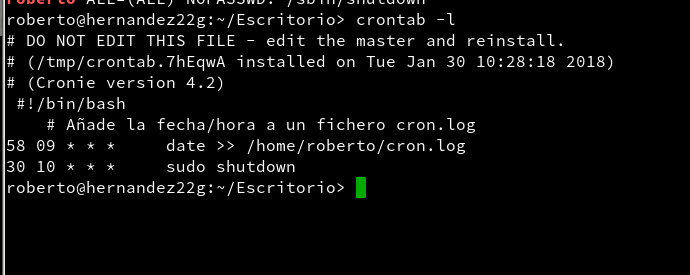 roberto ALL=(ALL) NOPASSWD: /sbin/shutdown
roberto@hernandez22g:~/Escritorio> crontab -l
# DO NOT EDIT THIS FILE - edit the master and reinstall.
# (/tmp/crontab.7hEqwA installed on Tue Jan 30 10:28:18 2018)
# (Cronie version 4.2)
 #!/bin/bash
    # Añade la fecha/hora a un fichero cron.log
58 09 * * *     date >> /home/roberto/cron.log
30 10 * * *     sudo shutdown
roberto@hernandez22g:~/Escritorio>